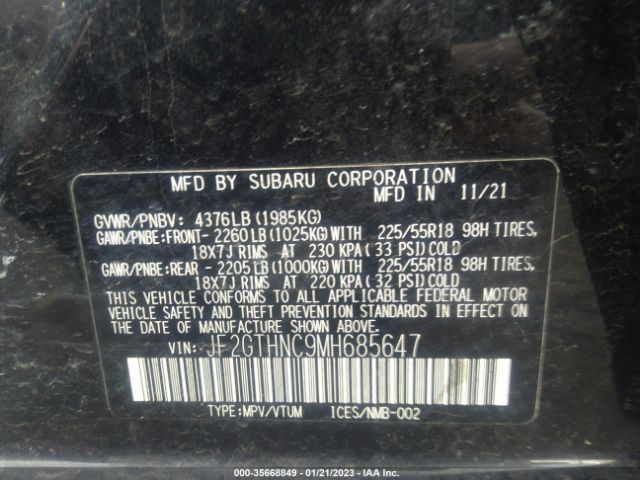 MFD BY SUBARU CORPORATION
MFD IN 11/21
GVWR/PNBV: 4376LB (1985KG)
GAWR/PNBE:FRONT- 2260LB (1025KG) WITH 225/55R18 98H TIRES,
18X7J RIMS AT 230 KPA (33 PSI) COLD
GAWR/PNBE:REAR - 2205LB (1000KG) WITH 225/55R18 98H TIRES,
18X7J RIMS AT 220 KPA (32 PSI) COLD
THIS VEHICLE CONFORMS TO ALL APPLICABLE FEDERAL MOTOR
VEHICLE SAFETY AND THEFT PREVENTION STANDARDS IN EFFECT ON
THE DATE OF MANUFACTURE SHOWN ABOVE.
VIN: JF2GTHNC9MH685647
TYPE:MPV/VTUM ICES/NMB-002
000-35668849 - 01/21/2023 - IAA